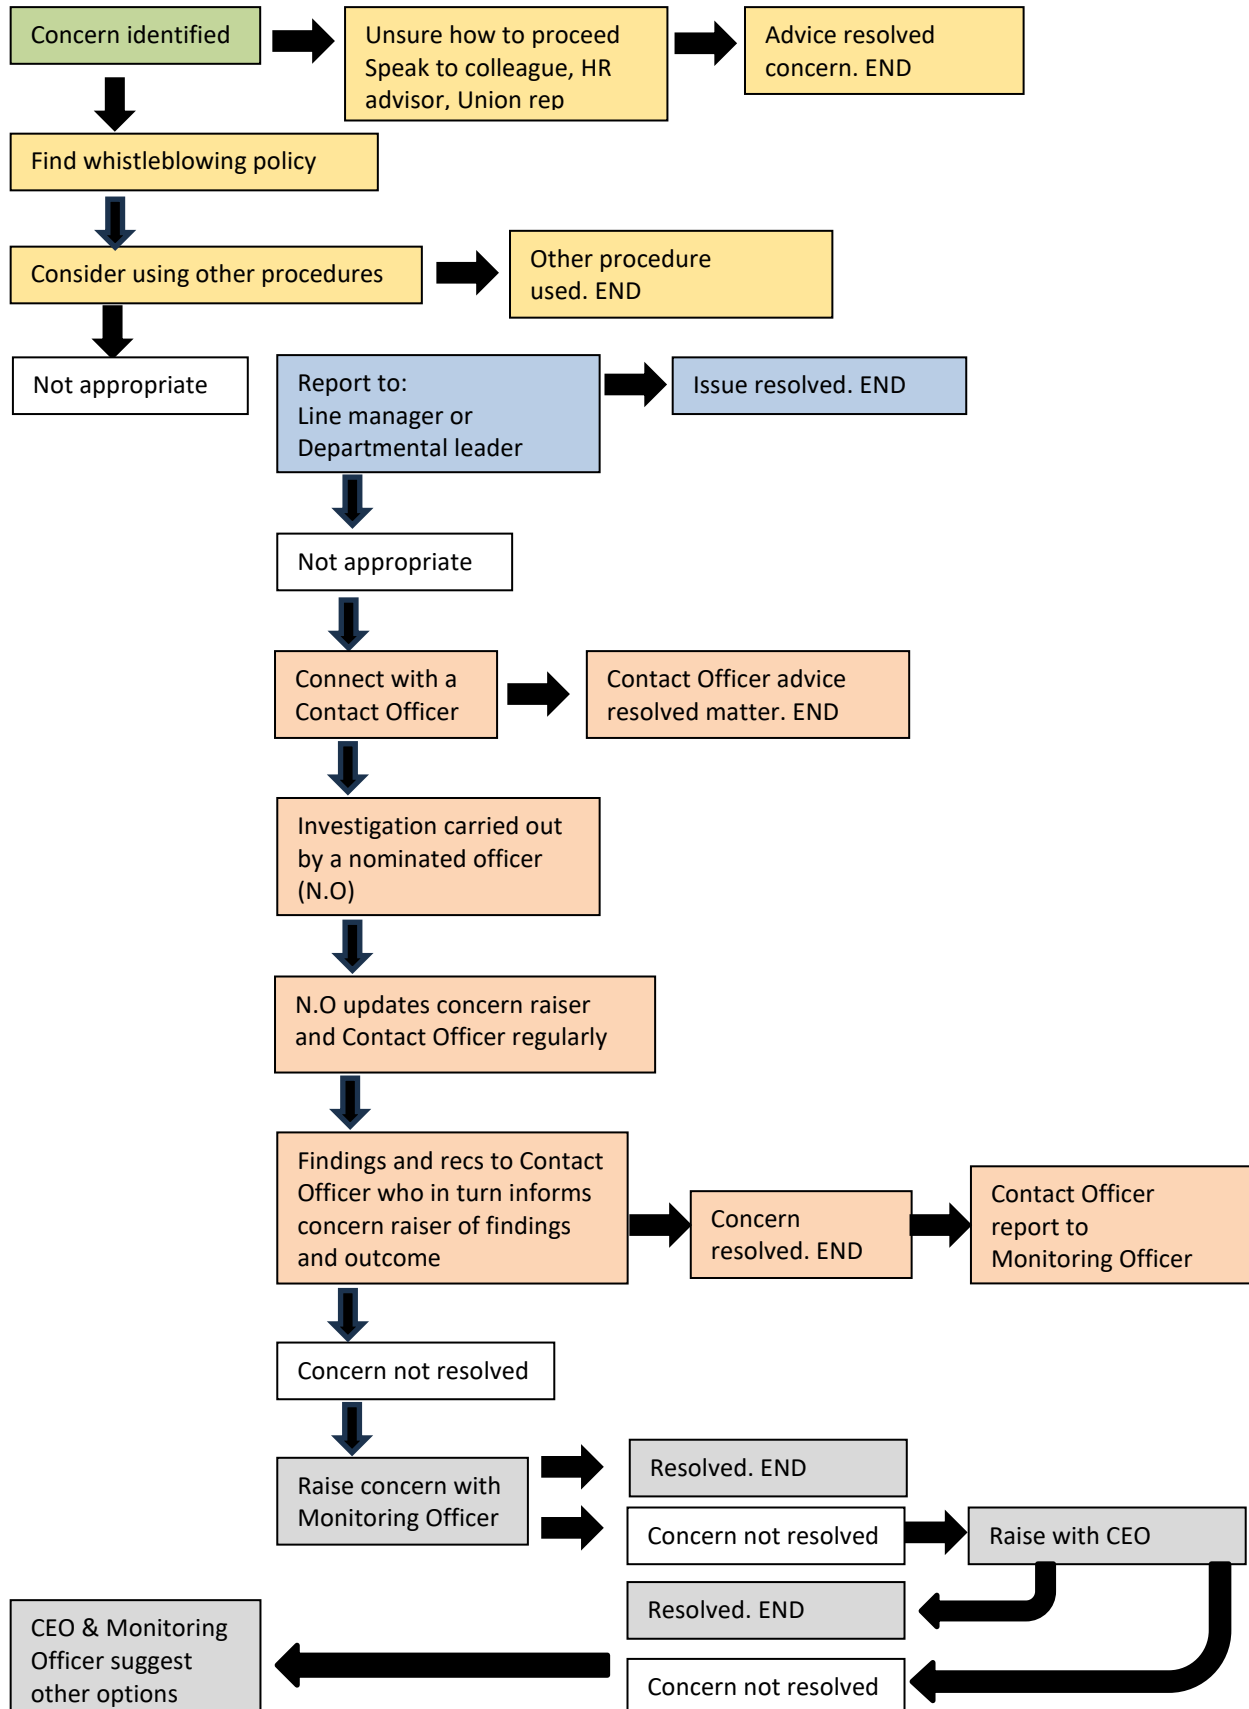 Concern identified
Unsure how to proceed
Speak to colleague, HR
advisor, Union rep
Advice resolved
concern. END
Find whistleblowing policy
Consider using other procedures
Other procedure
used. END
Not appropriate
Report to:
Line manager or
Departmental leader
Issue resolved. END
Not appropriate
Connect with a
Contact Officer
Contact Officer advice
resolved matter. END
Investigation carried out
by a nominated officer
(N.O)
N.O updates concern raiser
and Contact Officer regularly
Findings and recs to Contact
Officer who in turn informs
concern raiser of findings
and outcome
Concern
resolved. END
Contact Officer
report to
Monitoring Officer
Concern not resolved
Raise concern with
Monitoring Officer
Resolved. END
Concern not resolved
Raise with CEO
Resolved. END
Concern not resolved
CEO & Monitoring
Officer suggest
other options